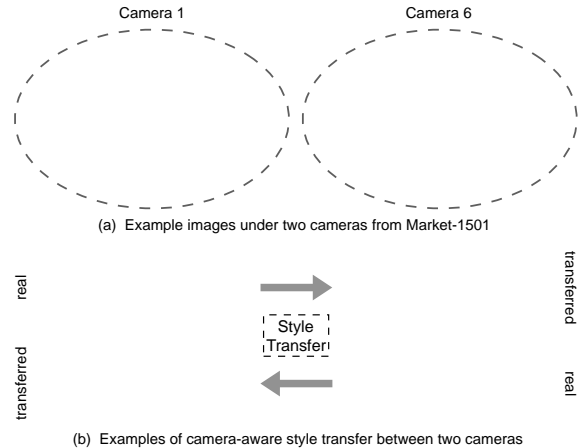 Camera 1
Camera 6
(a) Example images under two cameras from Market-1501
real
transferred
Style
Transfer
transferred
real
(b) Examples of camera-aware style transfer between two cameras